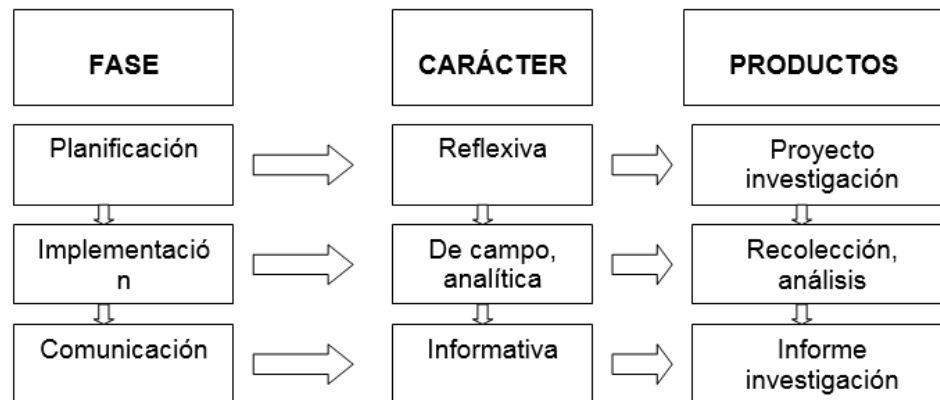 FASE
CARÁCTER
PRODUCTOS
Planificación
Reflexiva
Proyecto
investigación
Implementació
n
De campo,
analítica
Recolección,
análisis
Comunicación
Informativa
Informe
investigación